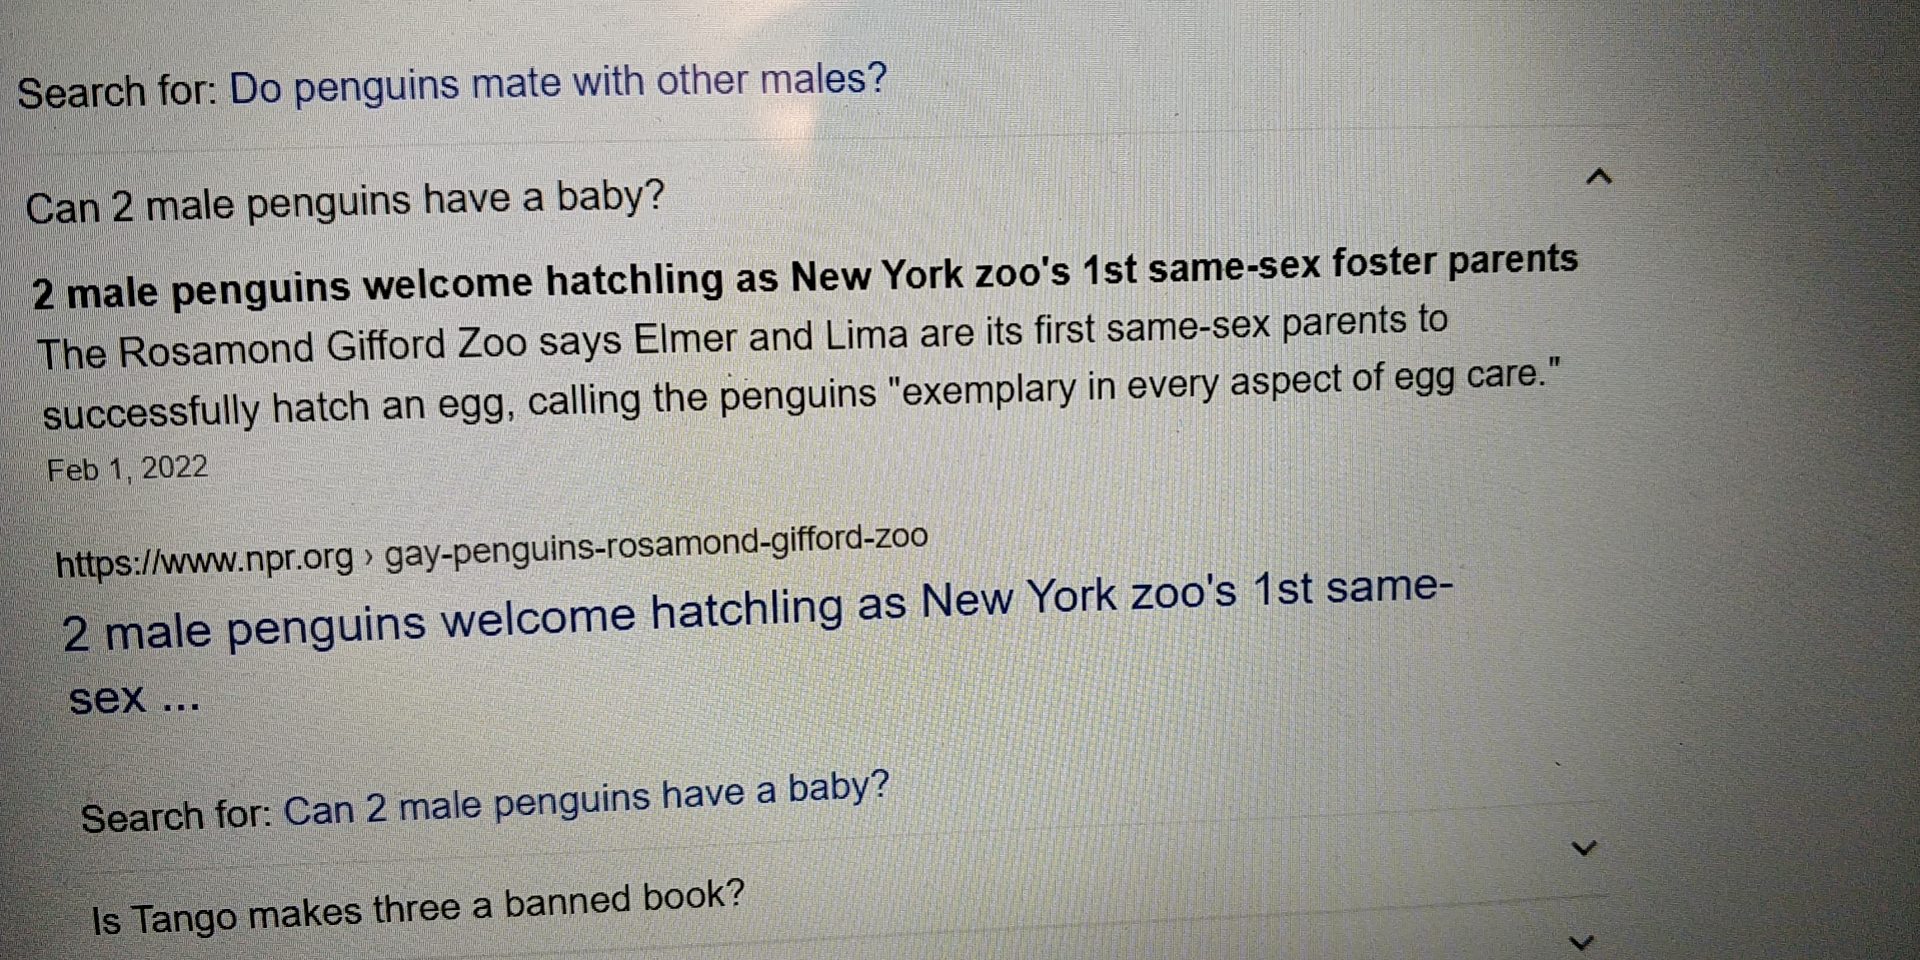 Search for: Do penguins mate with other males?
Can 2 male penguins have a baby?
2 male penguins welcome hatchling as New York zoo's 1st same-sex foster parents
The Rosamond Gifford Zoo says Elmer and Lima are its first same-sex parents to
successfully hatch an egg, calling the penguins "exemplary in every aspect of egg care."
Feb 1, 2022
https://www.npr.org › gay-penguins-rosamond-gifford-zoo
2 male penguins welcome hatchling as New York zoo's 1st same-
sex ...
Search for: Can 2 male penguins have a baby?
Is Tango makes three a banned book?